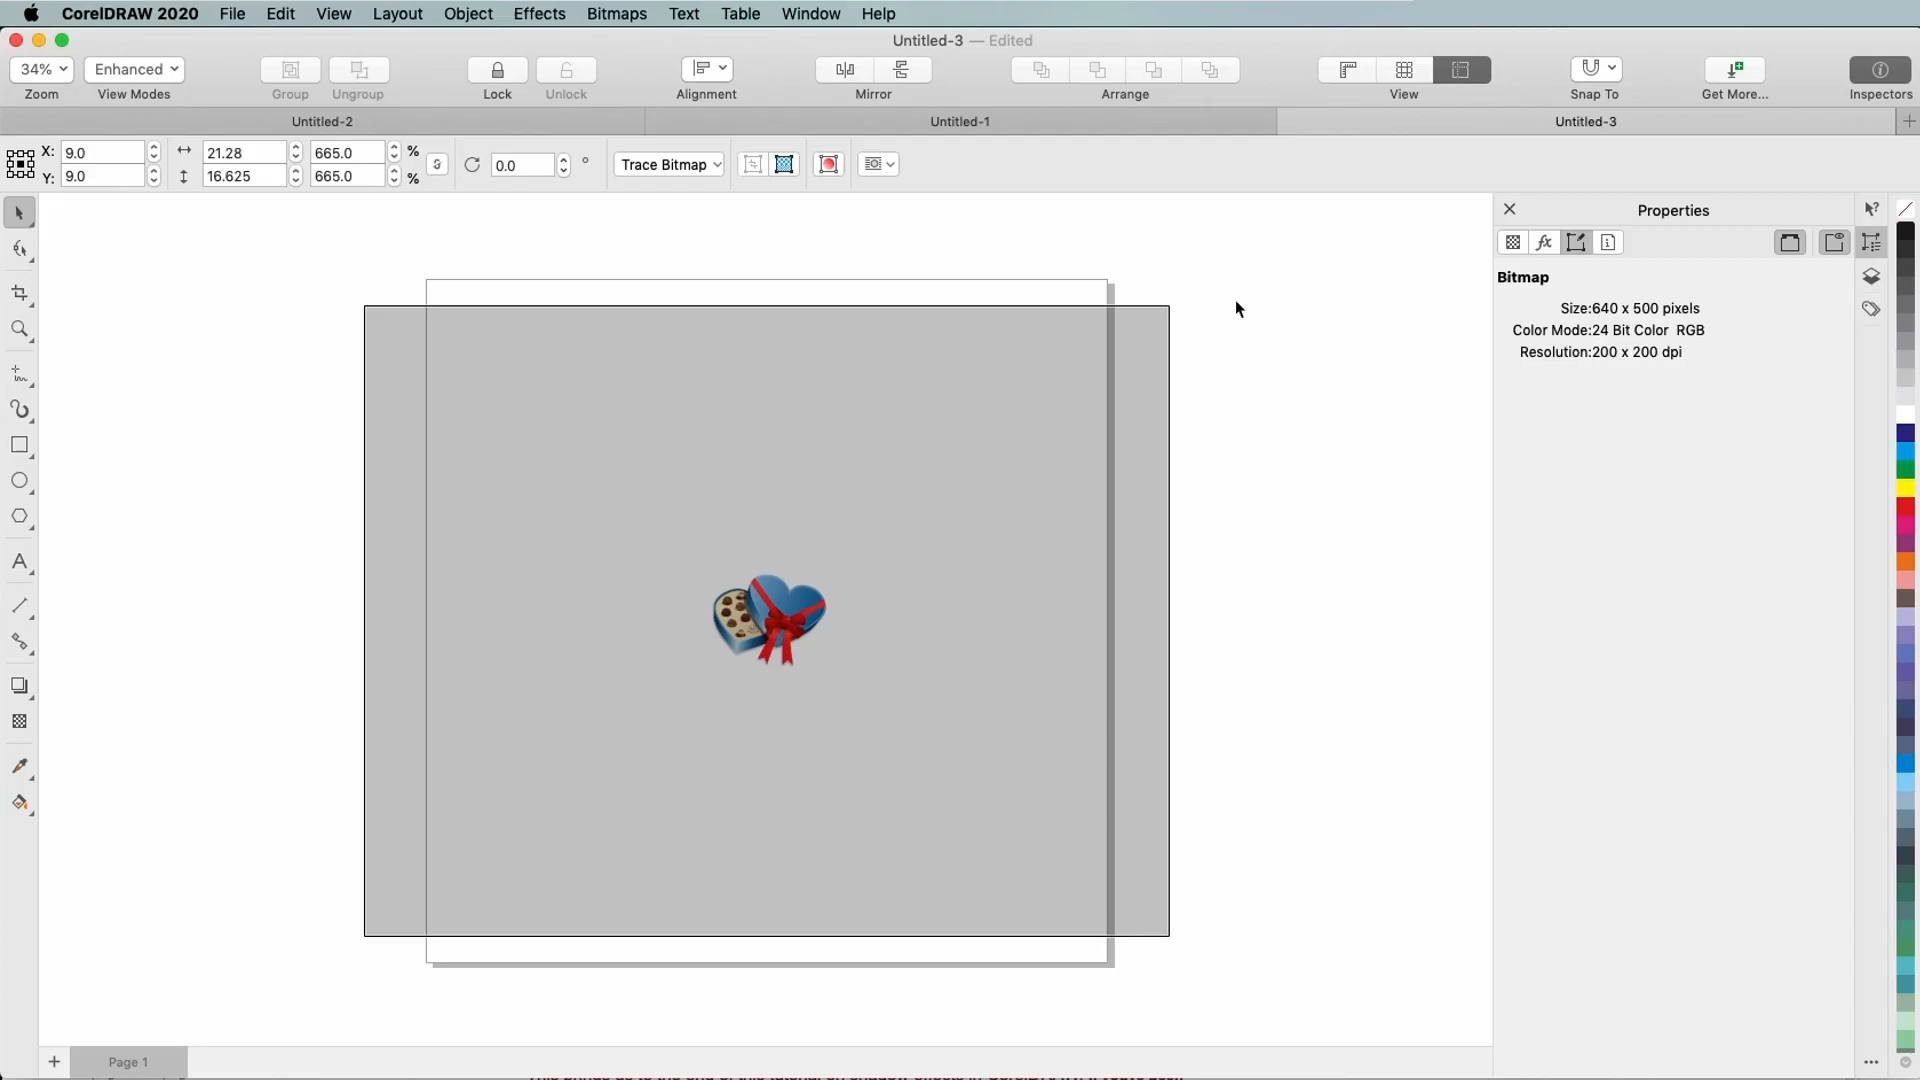 CorelDRAW 2020 File Edit View Layout Object Effects Bitmaps Text Table Window Help
Untitled-3 — Edited
34% Enhanced
Zoom View Modes Group Ungroup Lock Unlock Alignment Mirror Arrange View Snap To Get More... Inspectors
Untitled-2 Untitled-1 Untitled-3
X: 9.0 21.28 665.0 % 0.0 ° Trace Bitmap
Y: 9.0 16.625 665.0 %
Properties
Bitmap
Size:640 x 500 pixels
Color Mode:24 Bit Color RGB
Resolution:200 x 200 dpi
Page 1